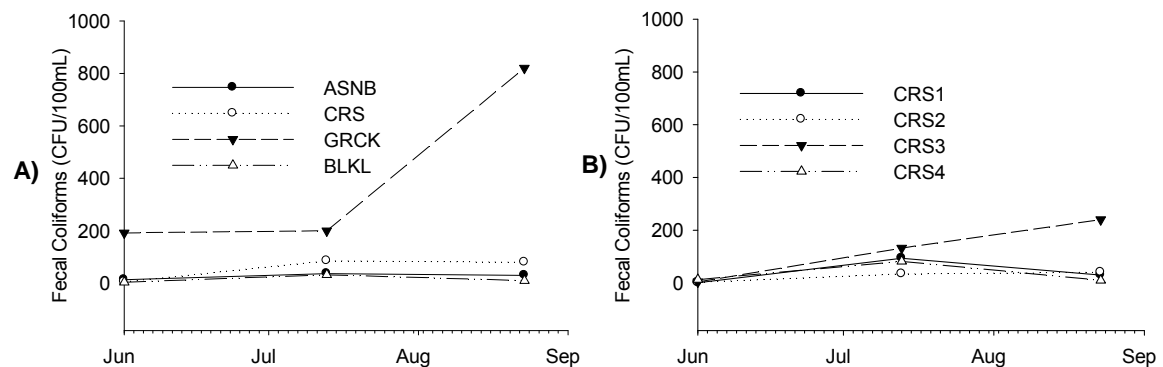 A)
Fecal Coliforms (CFU/100mL)
1000
800
600
400
200
0
ASNB
CRS
GRCK
BLKL
Jun Jul Aug Sep
B)
Fecal Coliforms (CFU/100mL)
1000
800
600
400
200
0
CRS1
CRS2
CRS3
CRS4
Jun Jul Aug Sep